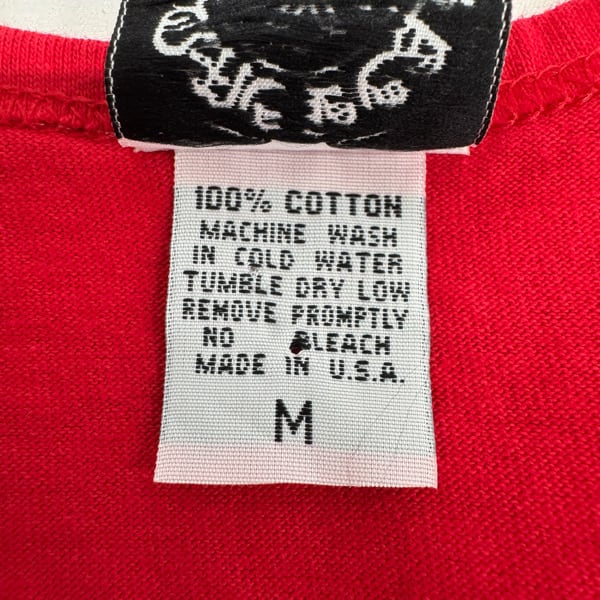 100% COTTON
MACHINE WASH
IN COLD WATER
TUMBLE DRY LOW
REMOVE PROMPTLY
NO BLEACH
MADE IN U.S.A.
M